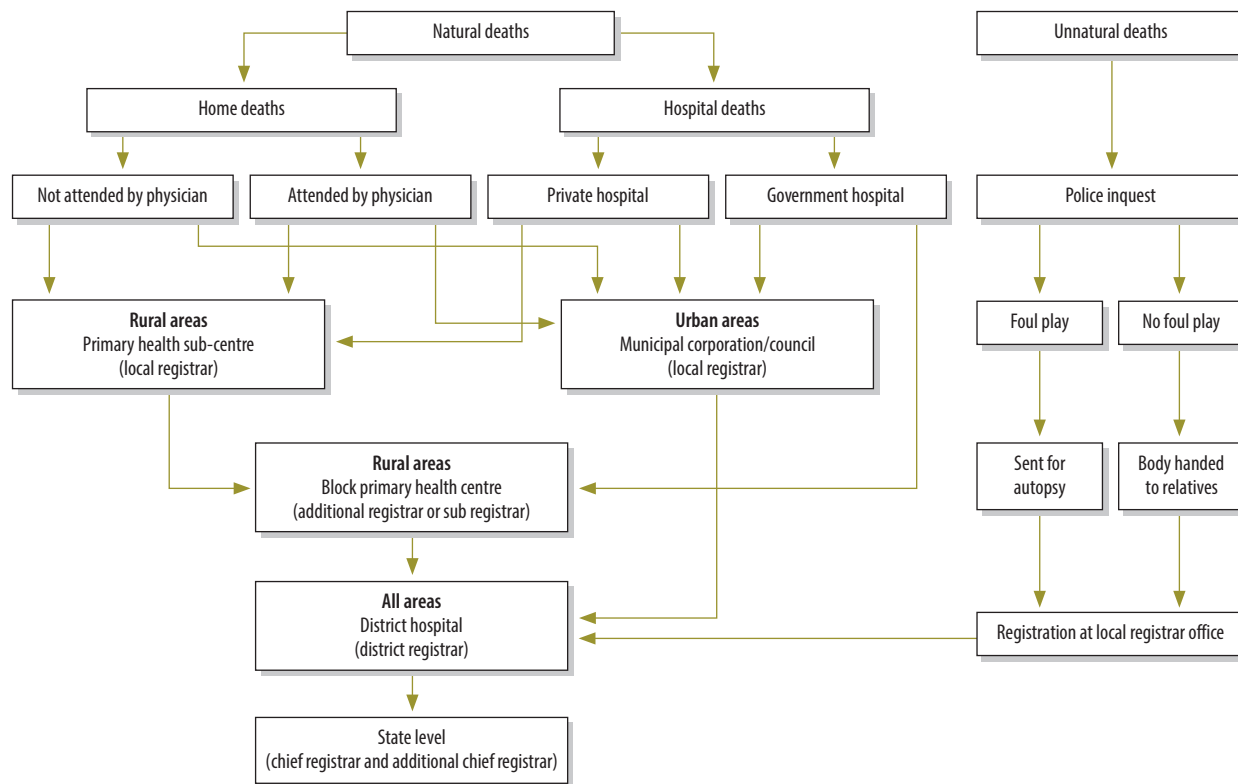 Natural deaths
Unnatural deaths
Home deaths
Hospital deaths
Not attended by physician
Attended by physician
Private hospital
Government hospital
Police inquest
Rural areas
Primary health sub-centre
(local registrar)
Urban areas
Municipal corporation/council
(local registrar)
Foul play
No foul play
Rural areas
Block primary health centre
(additional registrar or sub registrar)
Sent for
autopsy
Body handed
to relatives
All areas
District hospital
(district registrar)
Registration at local registrar office
State level
(chief registrar and additional chief registrar)